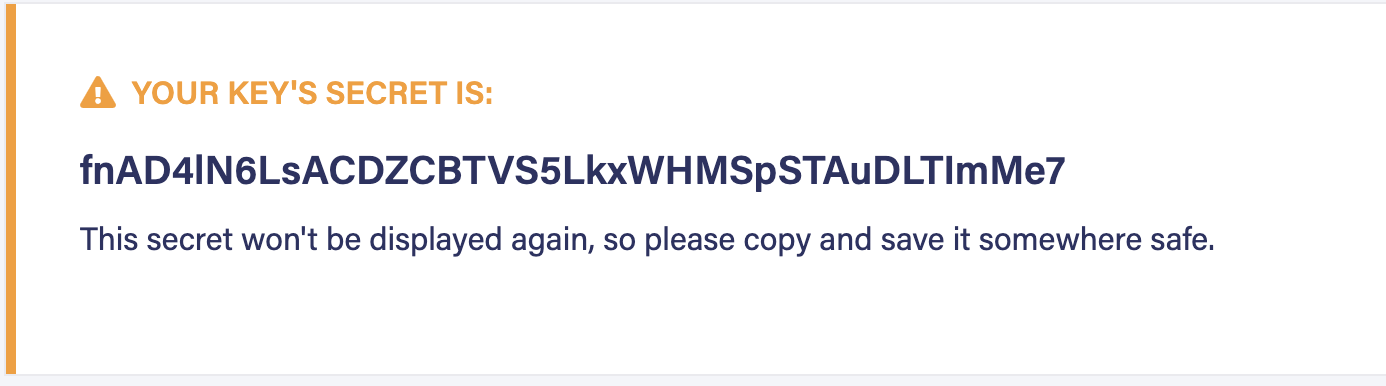 YOUR KEY'S SECRET IS:
fnAD4lN6LsACDZCBTVS5LkxWHMSpSTAuDLTImMe7
This secret won't be displayed again, so please copy and save it somewhere safe.